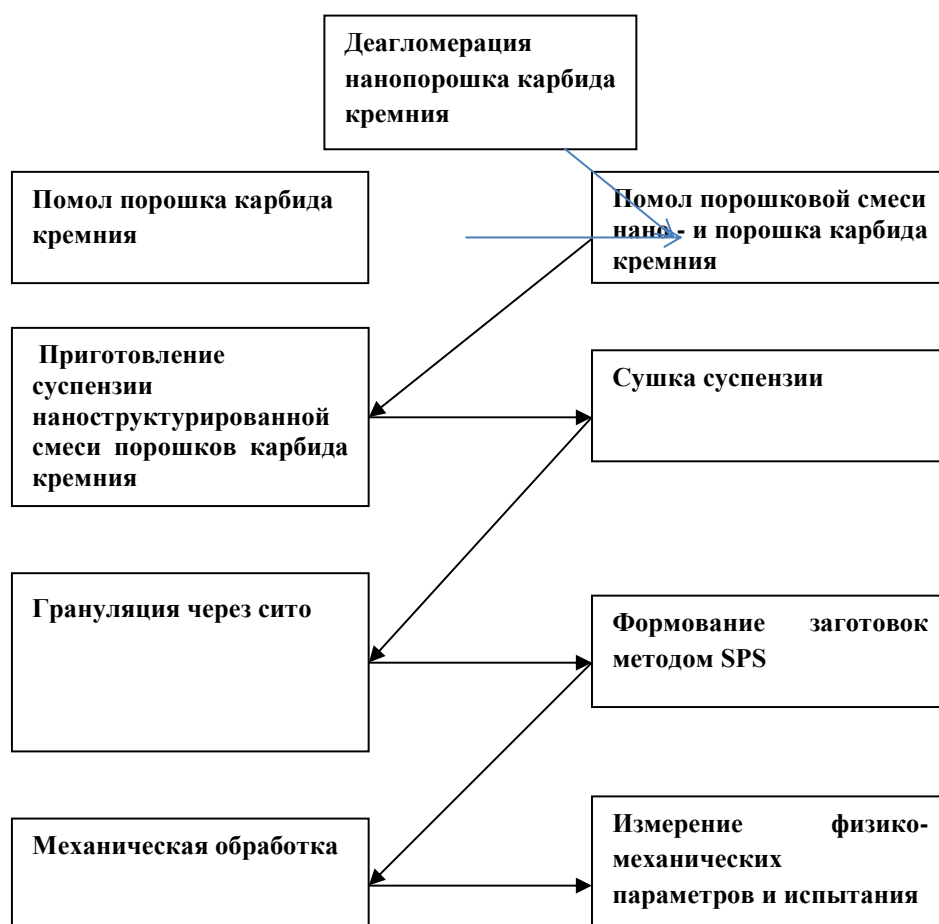 Деагломерация
нанопорошка карбида
кремния
Помол порошка карбида
кремния
Помол порошковой смеси
нано - и порошка карбида
кремния
Приготовление
суспензии
наноструктурированной
смеси порошков карбида
кремния
Сушка суспензии
Грануляция через сито
Формование заготовок
методом SPS
Механическая обработка
Измерение физико-
механических
параметров и испытания